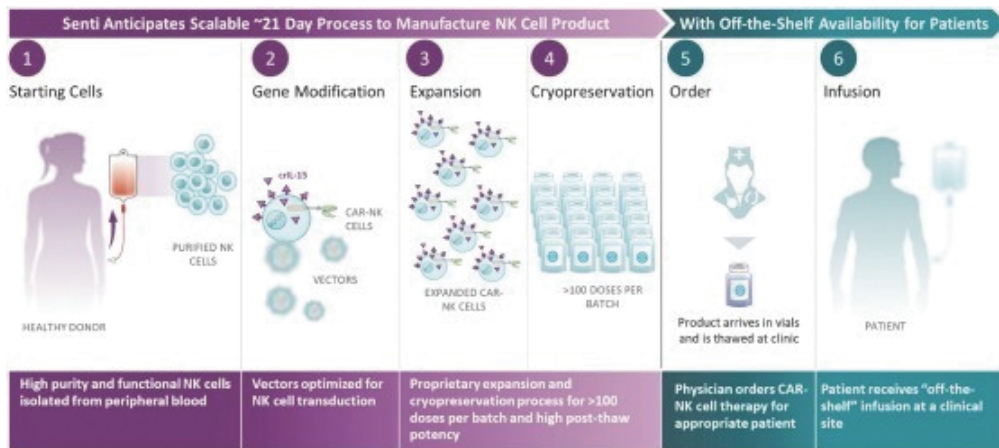 Senti Anticipates Scalable ~21 Day Process to Manufacture NK Cell Product
With Off-the-Shelf Availability for Patients
1
Starting Cells
2
Gene Modification
3
Expansion
4
Cryopreservation
5
Order
6
Infusion
PURIFIED NK
CELLS
HEALTHY DONOR
crIL-15
CAR-NK
CELLS
VECTORS
EXPANDED CAR-
NK CELLS
>100 DOSES PER
BATCH
Product arrives in vials
and is thawed at clinic
PATIENT
High purity and functional NK cells
isolated from peripheral blood
Vectors optimized for
NK cell transduction
Proprietary expansion and
cryopreservation process for >100
doses per batch and high post-thaw
potency
Physician orders CAR-
NK cell therapy for
appropriate patient
Patient receives "off-the-
shelf" infusion at a clinical
site